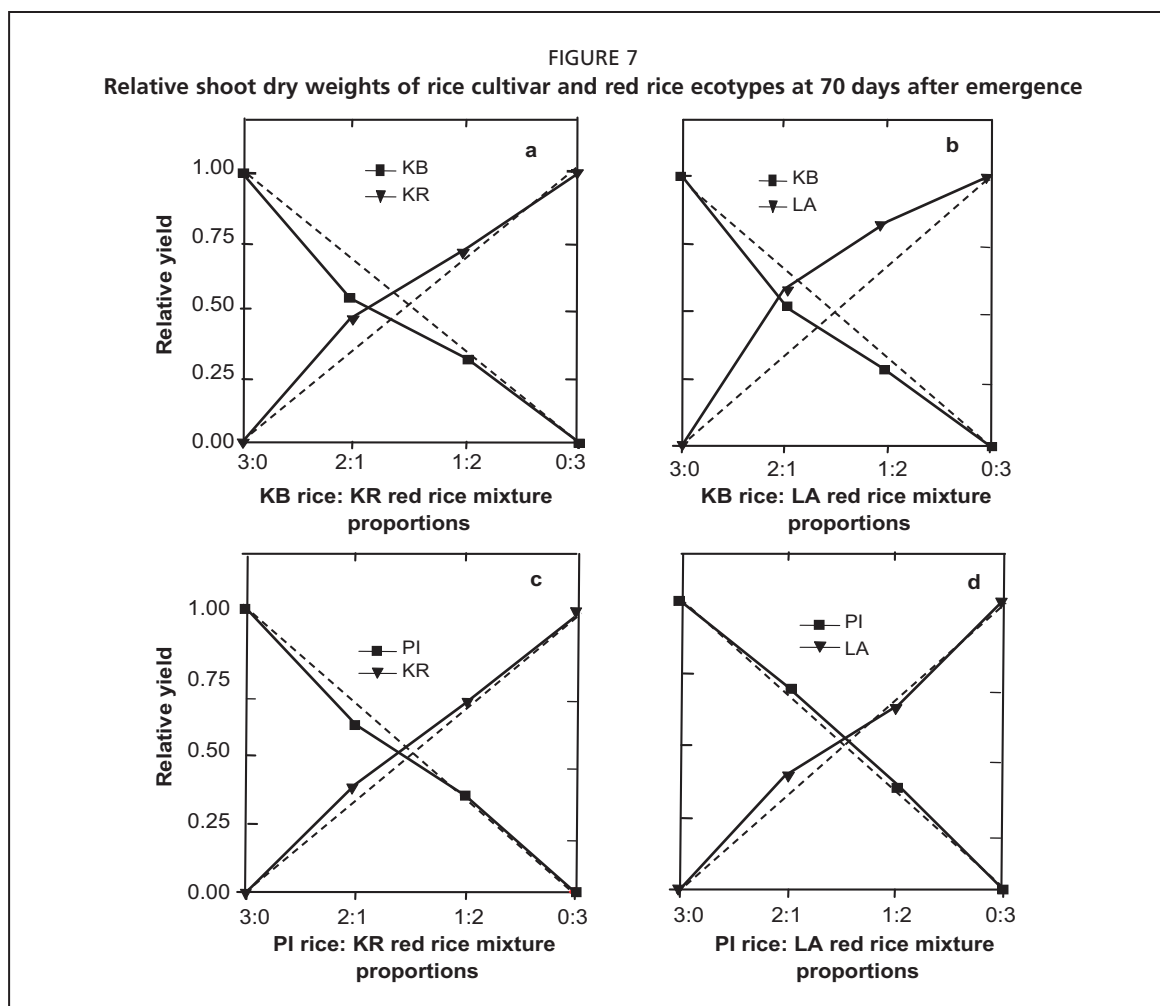 FIGURE 7
Relative shoot dry weights of rice cultivar and red rice ecotypes at 70 days after emergence
a
KB
KR
1.00
0.75
0.50
0.25
0.00
Relative yield
3:0 2:1 1:2 0:3
KB rice: KR red rice mixture
proportions
b
KB
LA
3:0 2:1 1:2 0:3
KB rice: LA red rice mixture
proportions
c
PI
KR
1.00
0.75
0.50
0.25
0.00
Relative yield
3:0 2:1 1:2 0:3
PI rice: KR red rice mixture
proportions
d
PI
LA
3:0 2:1 1:2 0:3
PI rice: LA red rice mixture
proportions